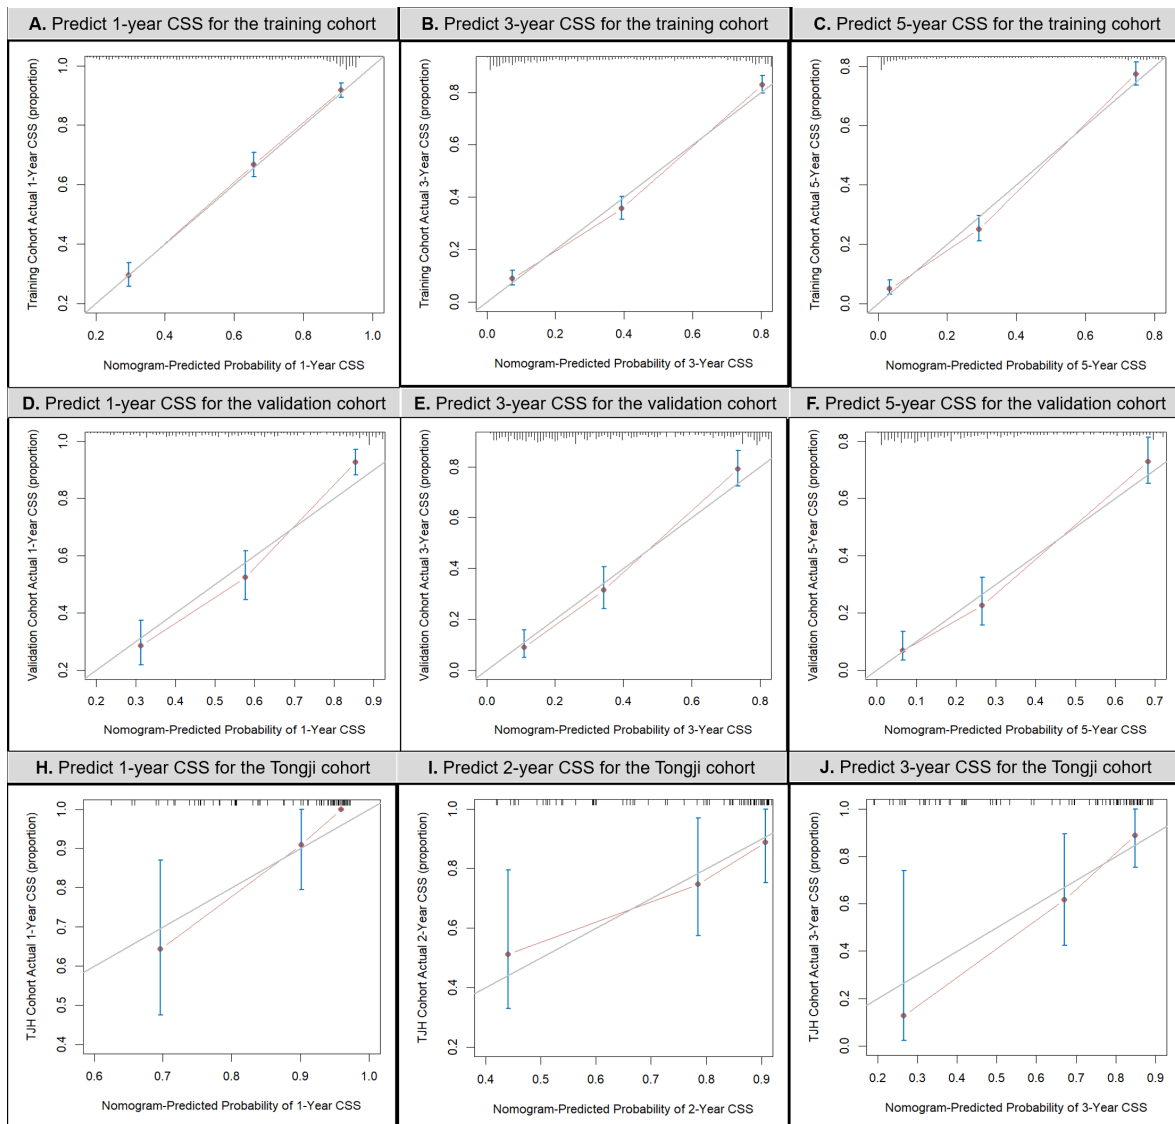 A. Predict 1-year CSS for the training cohort
B. Predict 3-year CSS for the training cohort
C. Predict 5-year CSS for the training cohort
Training Cohort Actual 1-Year CSS (proportion)
1.0
0.8
0.6
0.4
0.2
0.2 0.4 0.6 0.8 1.0
Nomogram-Predicted Probability of 1-Year CSS
Training Cohort Actual 3-Year CSS (proportion)
0.8
0.6
0.4
0.2
0.0
0.0 0.2 0.4 0.6 0.8
Nomogram-Predicted Probability of 3-Year CSS
Training Cohort Actual 5-Year CSS (proportion)
0.8
0.6
0.4
0.2
0.0
0.0 0.2 0.4 0.6 0.8
Nomogram-Predicted Probability of 5-Year CSS
D. Predict 1-year CSS for the validation cohort
E. Predict 3-year CSS for the validation cohort
F. Predict 5-year CSS for the validation cohort
Validation Cohort Actual 1-Year CSS (proportion)
1.0
0.8
0.6
0.4
0.2
0.2 0.3 0.4 0.5 0.6 0.7 0.8 0.9
Nomogram-Predicted Probability of 1-Year CSS
Validation Cohort Actual 3-Year CSS (proportion)
0.8
0.6
0.4
0.2
0.0
0.0 0.2 0.4 0.6 0.8
Nomogram-Predicted Probability of 3-Year CSS
Validation Cohort Actual 5-Year CSS (proportion)
0.8
0.6
0.4
0.2
0.0
0.0 0.1 0.2 0.3 0.4 0.5 0.6 0.7
Nomogram-Predicted Probability of 5-Year CSS
H. Predict 1-year CSS for the Tongji cohort
I. Predict 2-year CSS for the Tongji cohort
J. Predict 3-year CSS for the Tongji cohort
TJH Cohort Actual 1-Year CSS (proportion)
1.0
0.9
0.8
0.7
0.6
0.5
0.4
0.6 0.7 0.8 0.9 1.0
Nomogram-Predicted Probability of 1-Year CSS
TJH Cohort Actual 2-Year CSS (proportion)
1.0
0.8
0.6
0.4
0.2
0.4 0.5 0.6 0.7 0.8 0.9
Nomogram-Predicted Probability of 2-Year CSS
TJH Cohort Actual 3-Year CSS (proportion)
1.0
0.8
0.6
0.4
0.2
0.0
0.2 0.3 0.4 0.5 0.6 0.7 0.8 0.9
Nomogram-Predicted Probability of 3-Year CSS